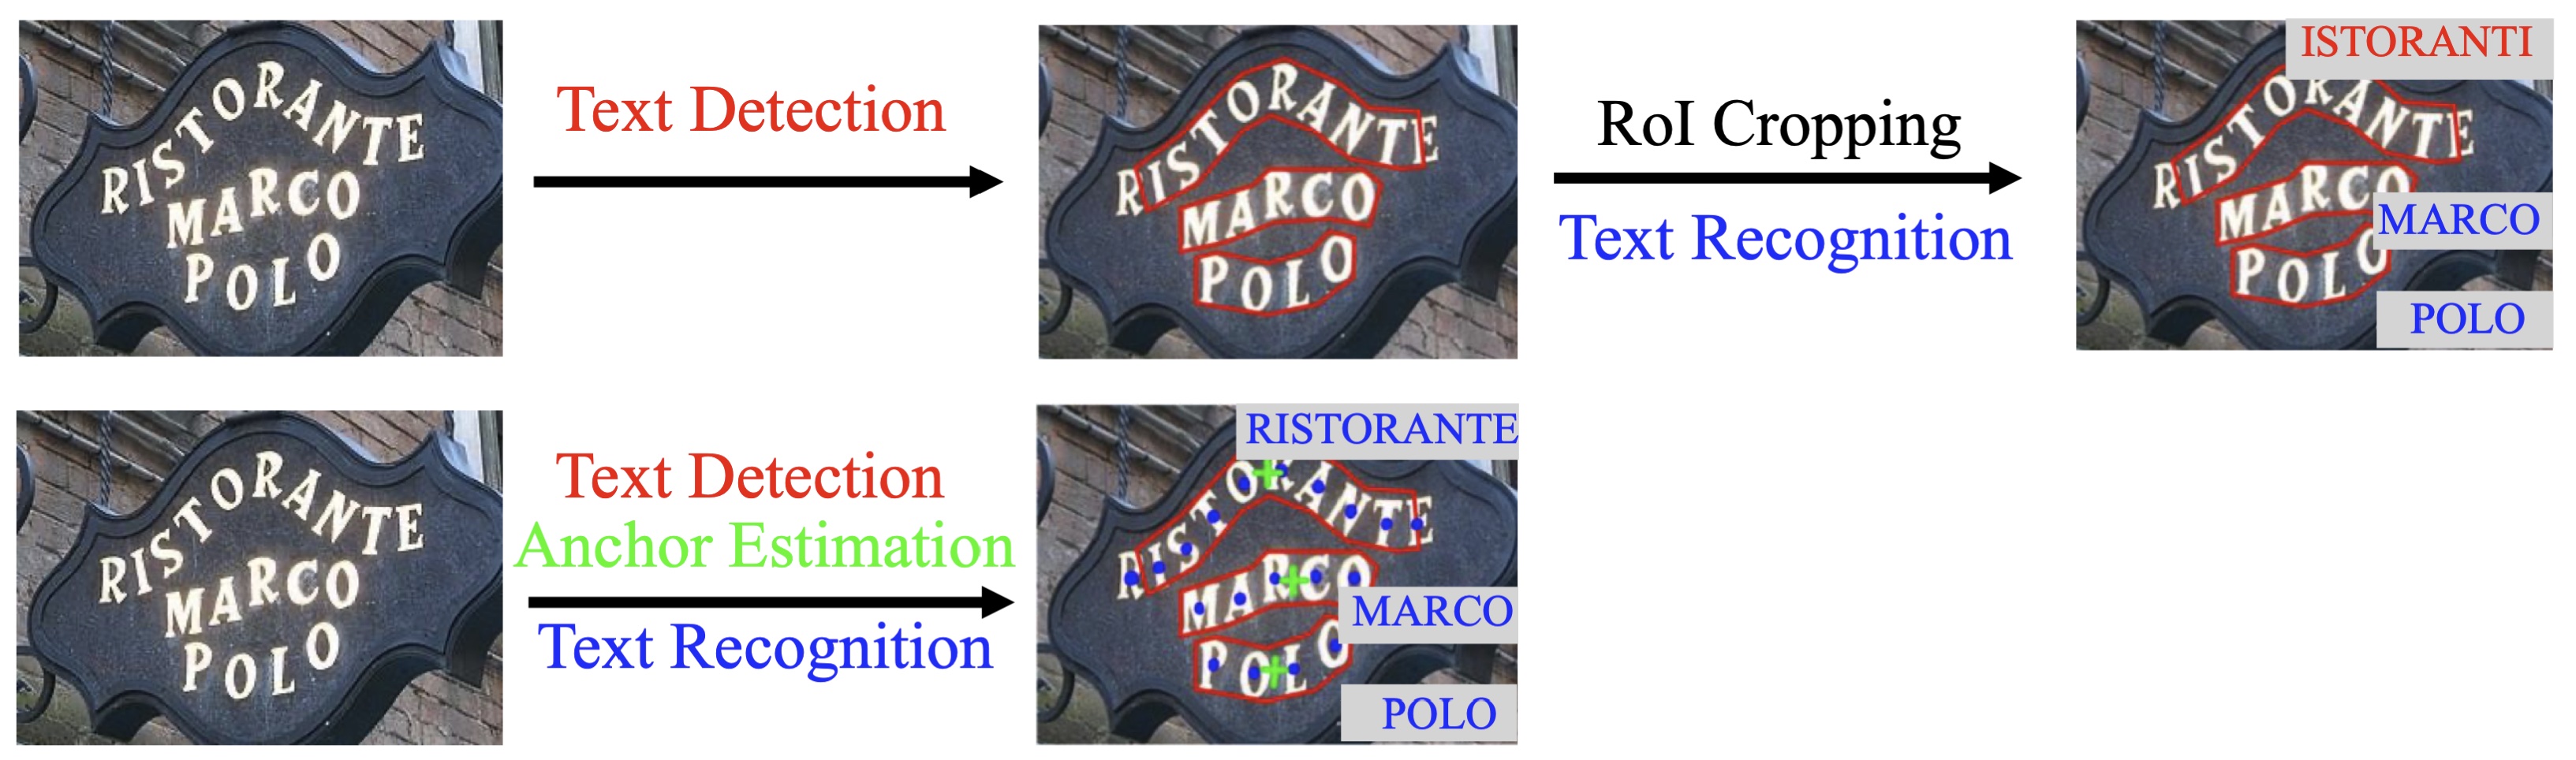 RISTORANTE
MARCO
POLO
Text Detection
RISTORANTE
MARCO
POLO
RoI Cropping
Text Recognition
ISTORANTI
RISTORANTE
MARCO
POLO
MARCO
POLO
RISTORANTE
MARCO
POLO
Text Detection
Anchor Estimation
Text Recognition
RISTORANTE
RISTORANTE
MARCO
MARCO
POLO
POLO